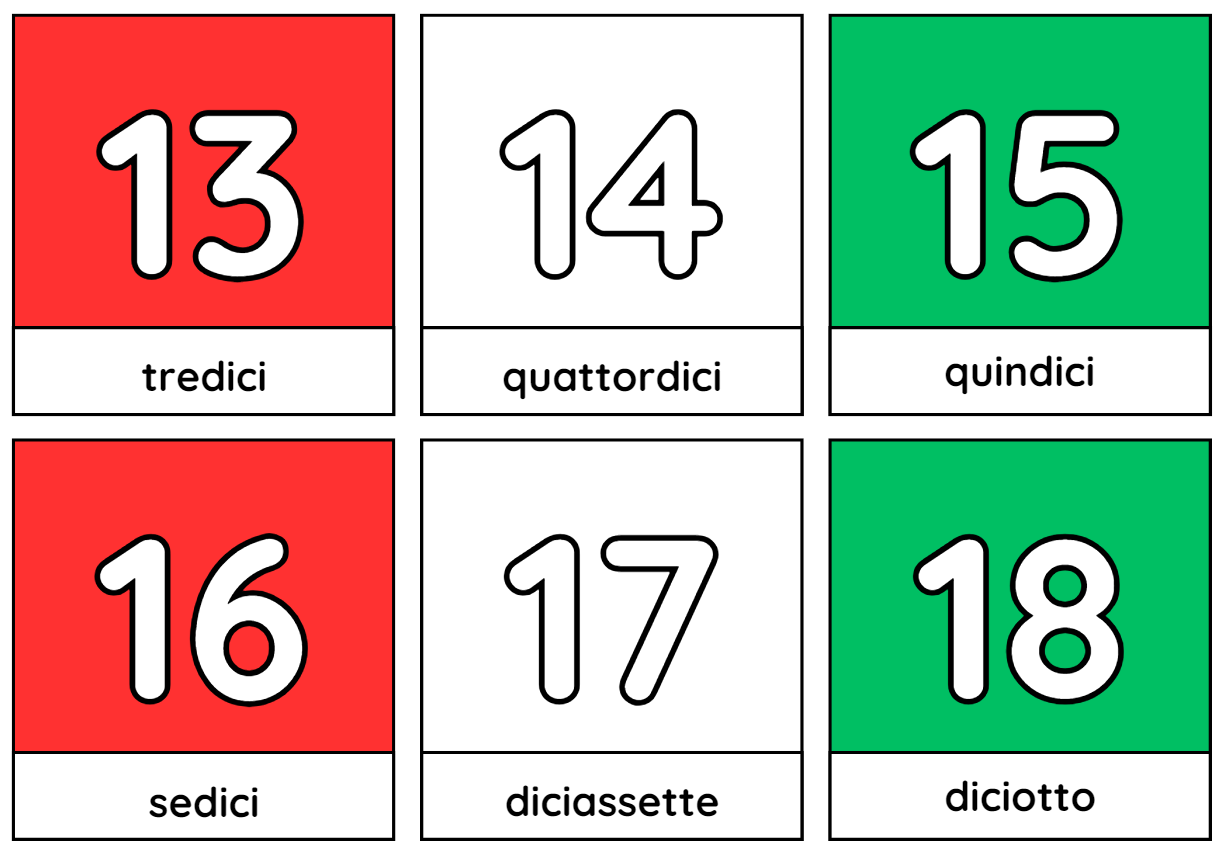 13 14 15
tredici quattordici quindici
16 17 18
sedici diciassette diciotto